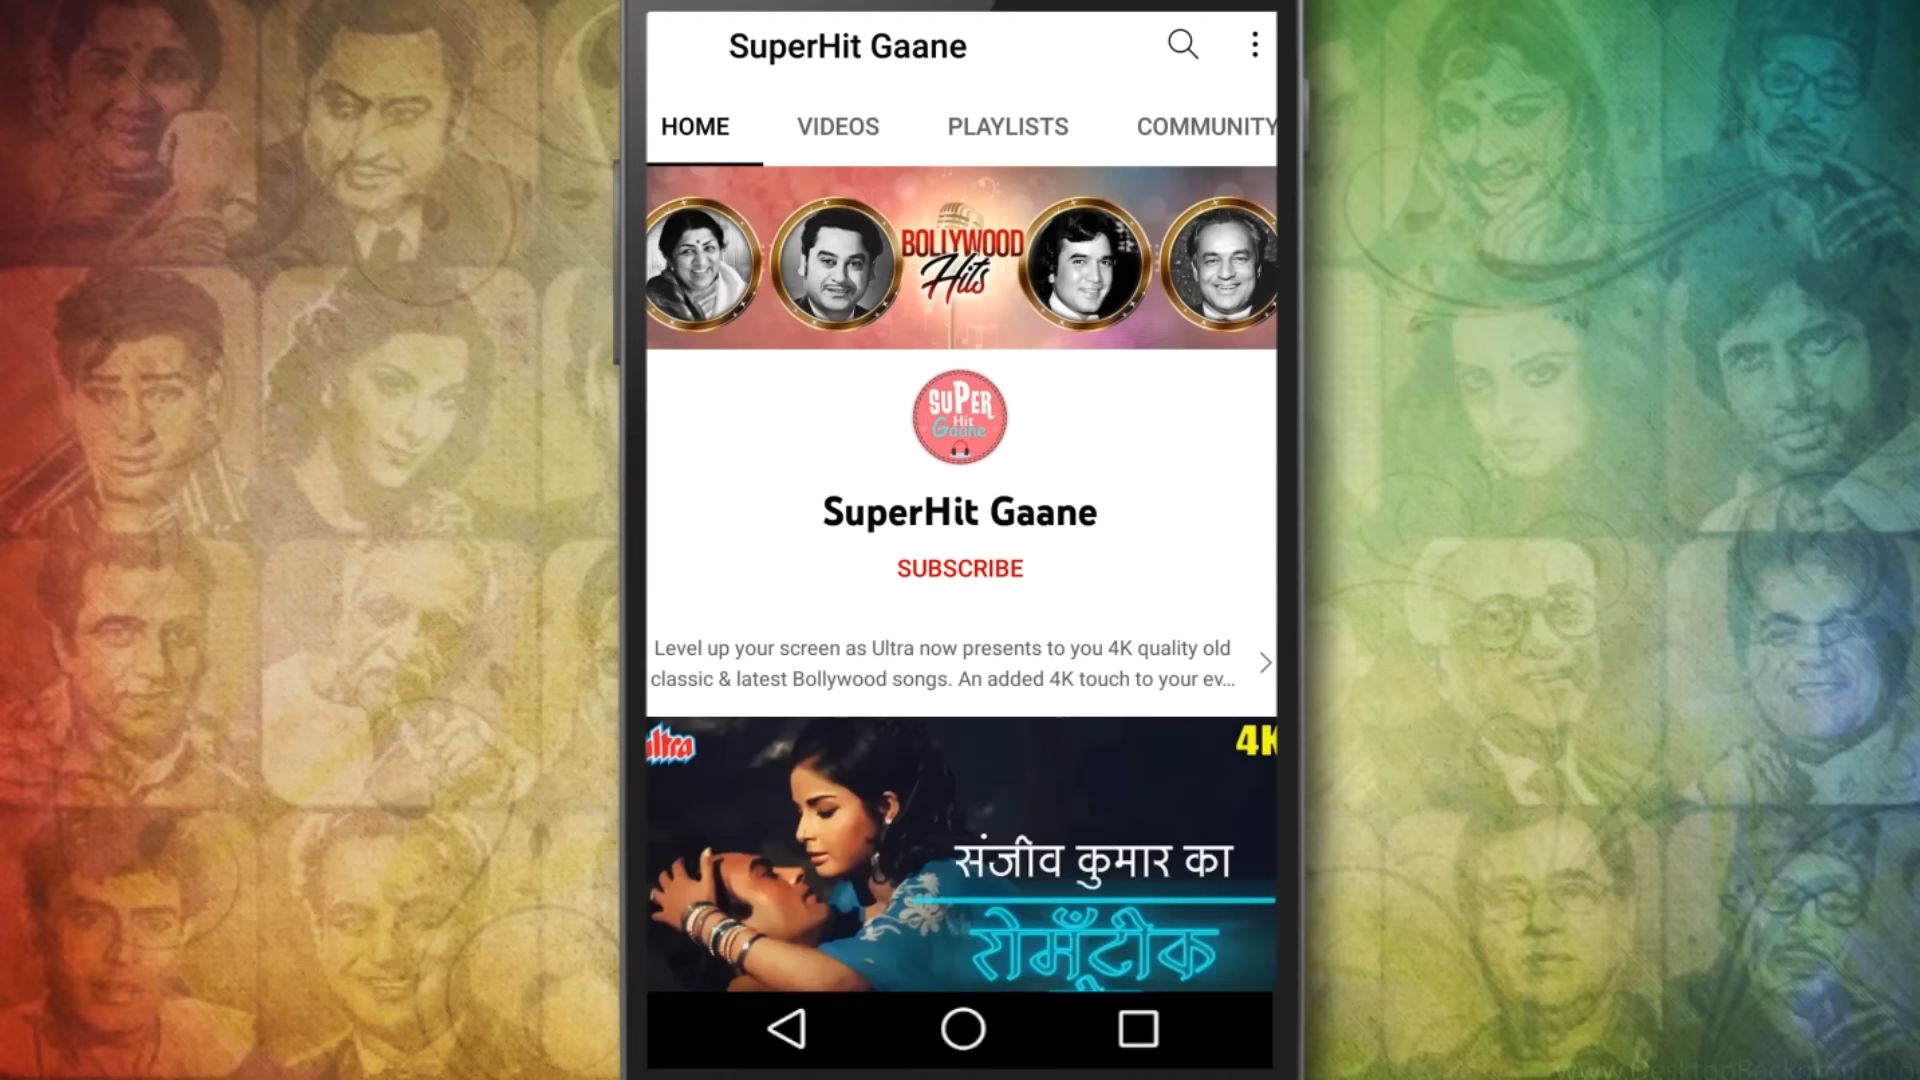 SuperHit Gaane
HOME VIDEOS PLAYLISTS COMMUNITY
BOLLYWOOD
Hits
SUPER
Hit
Gaane
SuperHit Gaane
SUBSCRIBE
Level up your screen as Ultra now presents to you 4K quality old
classic & latest Bollywood songs. An added 4K touch to your ev...
ultra 4K
संजीव कुमार का
रोमँटीक